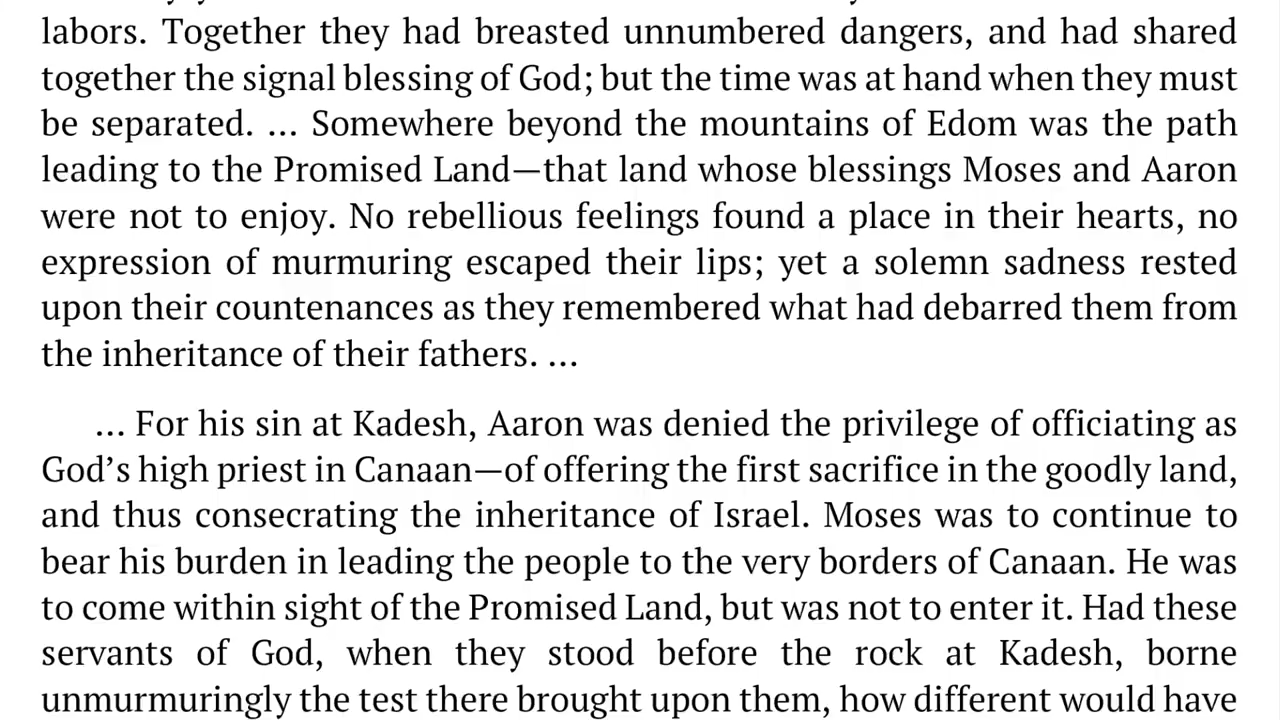 labors. Together they had breasted unnumbered dangers, and had shared
together the signal blessing of God; but the time was at hand when they must
be separated. … Somewhere beyond the mountains of Edom was the path
leading to the Promised Land—that land whose blessings Moses and Aaron
were not to enjoy. No rebellious feelings found a place in their hearts, no
expression of murmuring escaped their lips; yet a solemn sadness rested
upon their countenances as they remembered what had debarred them from
the inheritance of their fathers. …
… For his sin at Kadesh, Aaron was denied the privilege of officiating as
God’s high priest in Canaan—of offering the first sacrifice in the goodly land,
and thus consecrating the inheritance of Israel. Moses was to continue to
bear his burden in leading the people to the very borders of Canaan. He was
to come within sight of the Promised Land, but was not to enter it. Had these
servants of God, when they stood before the rock at Kadesh, borne
unmurmuringly the test there brought upon them, how different would have